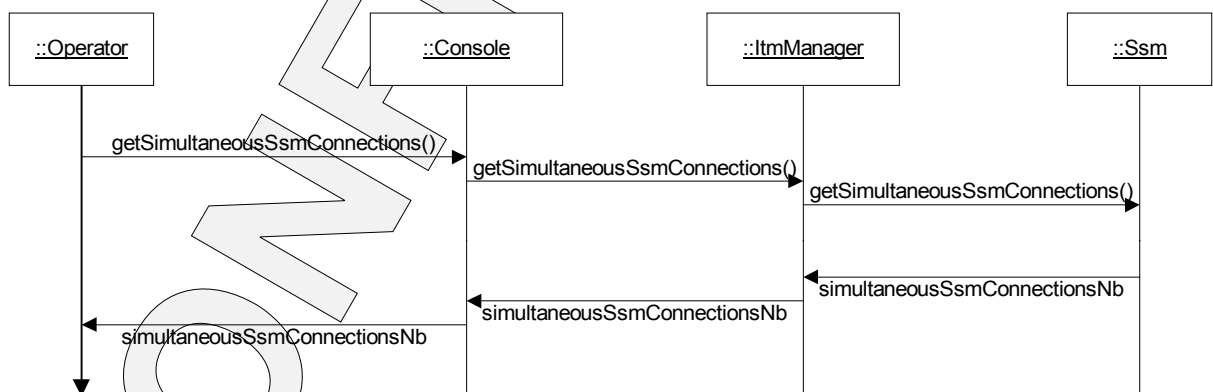 ::Operator
::Console
::ItmManager
::Ssm
getSimultaneousSsmConnections()
getSimultaneousSsmConnections()
getSimultaneousSsmConnections()
simultaneousSsmConnectionsNb
simultaneousSsmConnectionsNb
simultaneousSsmConnectionsNb